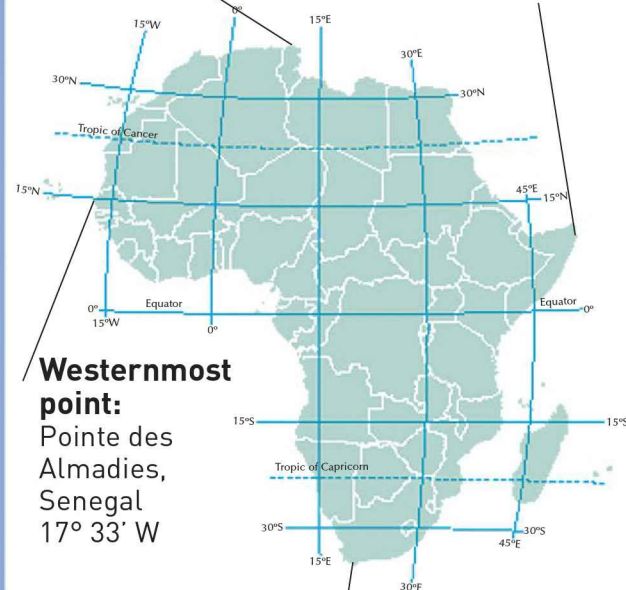 0º
15ºW
15ºE
30ºE
30ºN
30ºN
Tropic of Cancer
15ºN
45ºE
15ºN
0º
Equator
Equator
0º
15ºW
0º
Westernmost
point:
Pointe des
Almadies,
Senegal
17° 33’ W
15ºS
15ºS
Tropic of Capricorn
30ºS
30ºS
45ºE
15ºE
30ºE